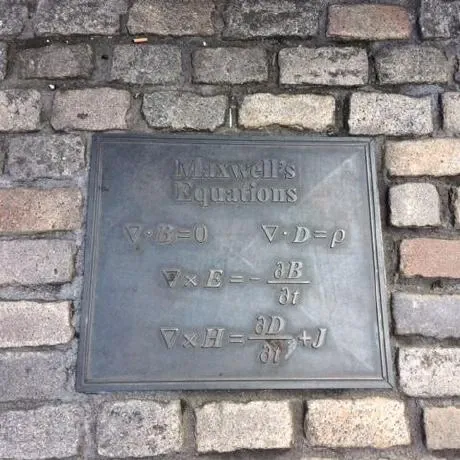 Maxwell's
Equations
∇·B=0 ∇·D=ρ
∇×E=-∂B/∂t
∇×H=∂D/∂t+J